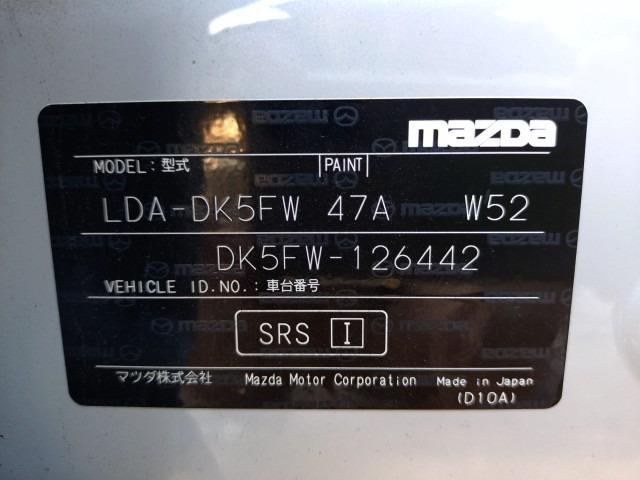 mazda
MODEL：型式 PAINT
LDA-DK5FW 47A W52
DK5FW-126442
VEHICLE ID.NO.：車台番号
SRS I
マツダ株式会社 Mazda Motor Corporation Made in Japan
(D10A)